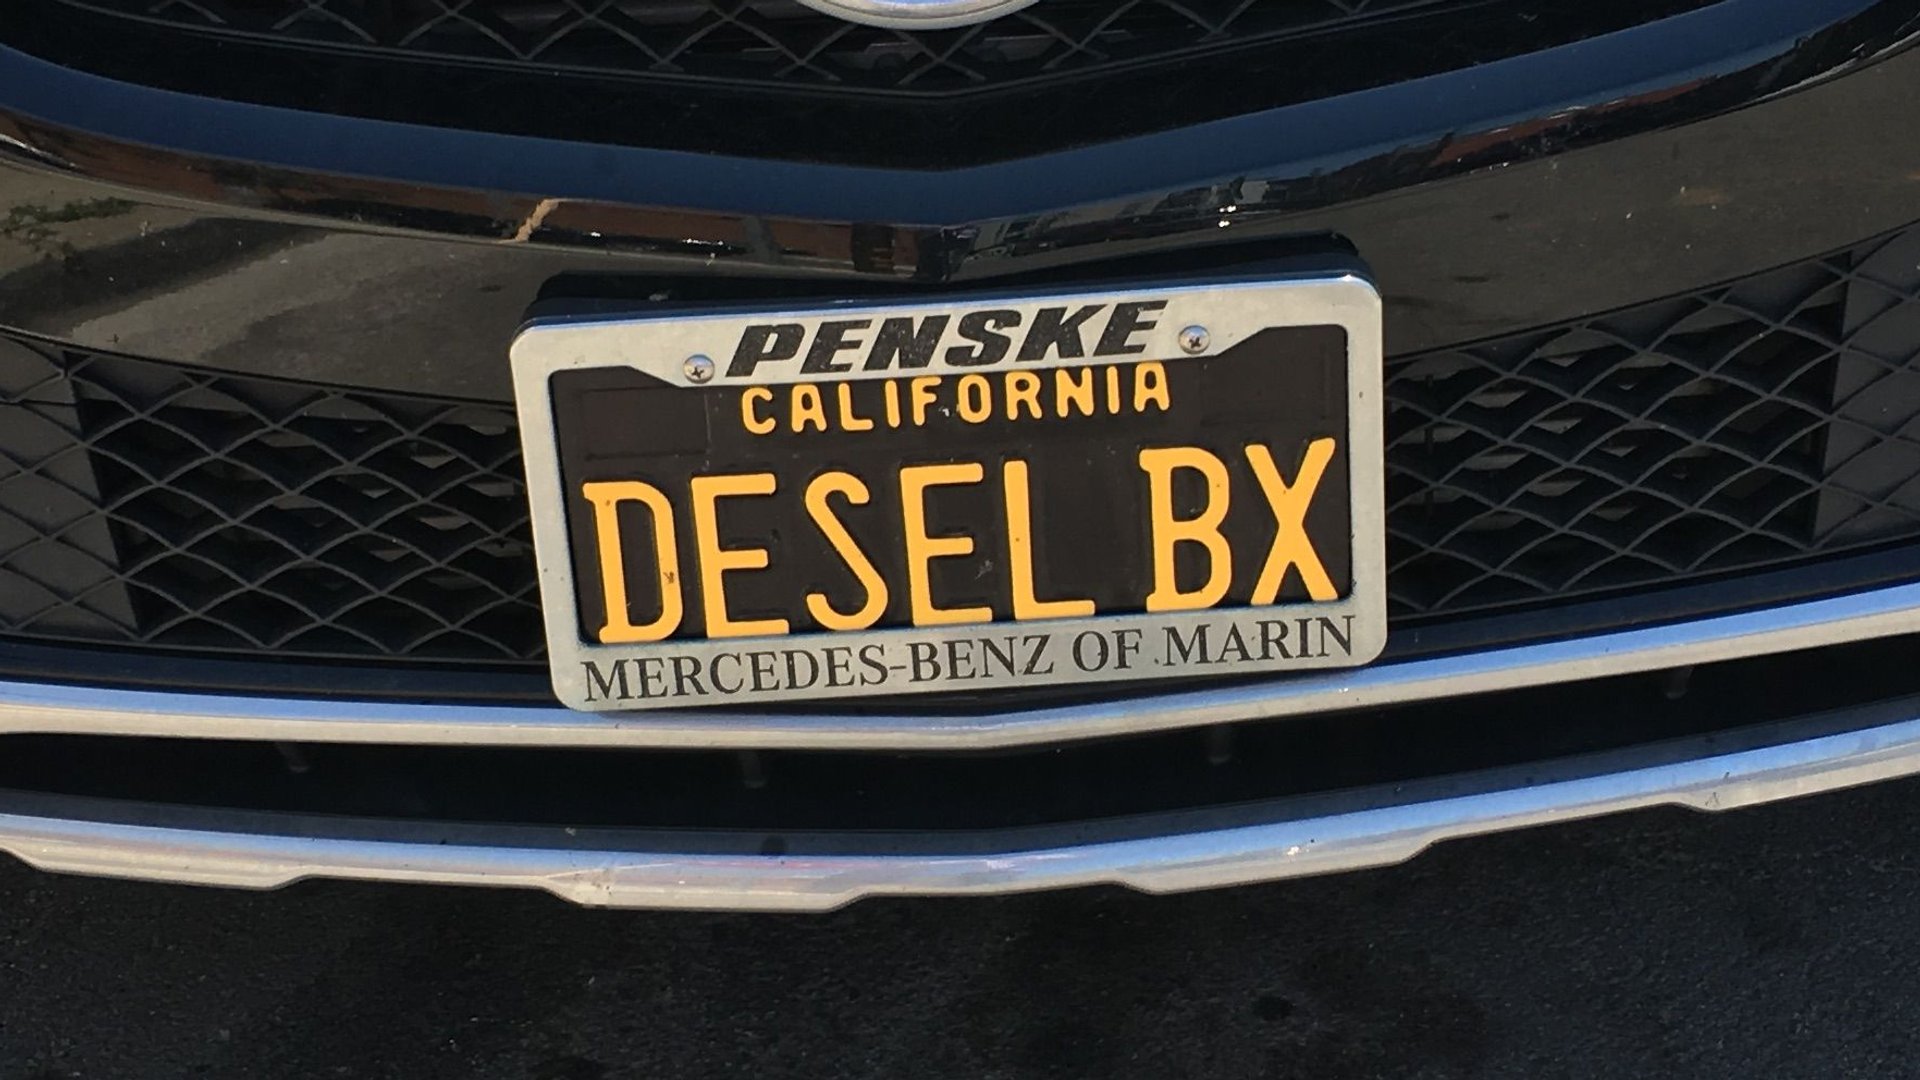 PENSKE
CALIFORNIA
DESEL BX
MERCEDES-BENZ OF MARIN